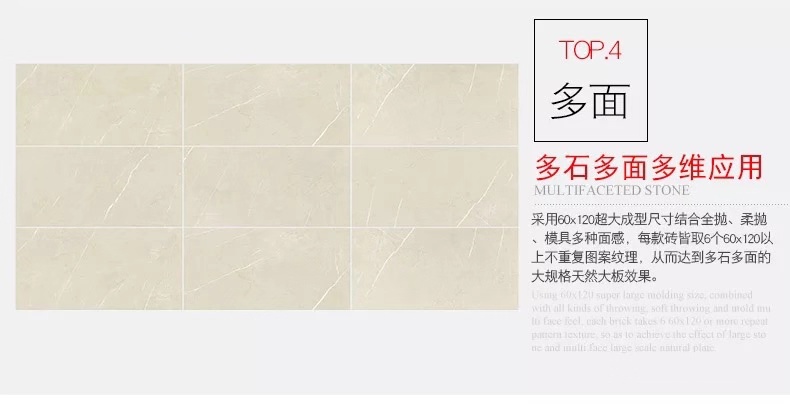 TOP.4
多面
多石多面多维应用
MULTIFACETED STONE
采用60x120超大成型尺寸结合全抛、柔抛
、模具多种面感，每款砖皆取6个60x120以
上不重复图案纹理，从而达到多石多面的
大规格天然大板效果。
Using 60x120 super large molding size, combined
with all kinds of throwing, soft throwing and mold mu
lti face feel, each brick takes 6 60x120 or more repeat
pattern texture, so as to achieve the effect of large sto
ne and multi face large scale natural plate.